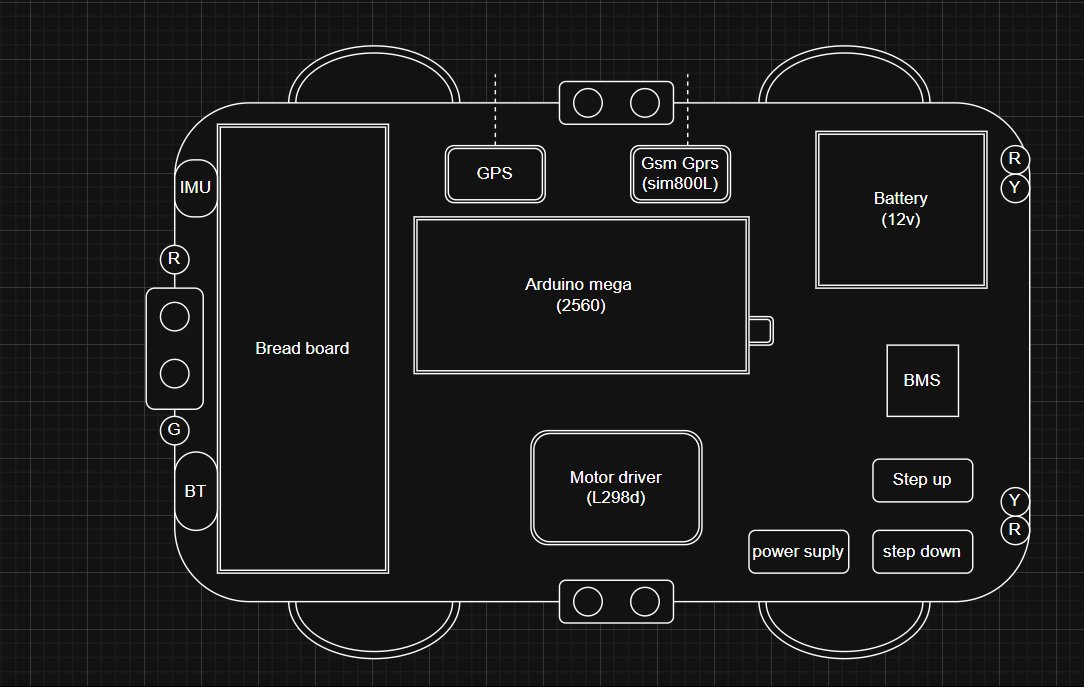 GPS
Gsm Gprs
(sim800L)
R
Y
IMU
Battery
(12v)
R
Arduino mega
(2560)
Bread board
BMS
G
Motor driver
(L298d)
Step up
BT
Y
R
power suply
step down